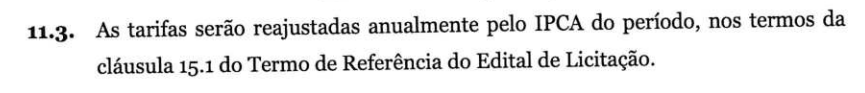 11.3. As tarifas serão reajustadas anualmente pelo IPCA do período, nos termos da
cláusula 15.1 do Termo de Referência do Edital de Licitação.